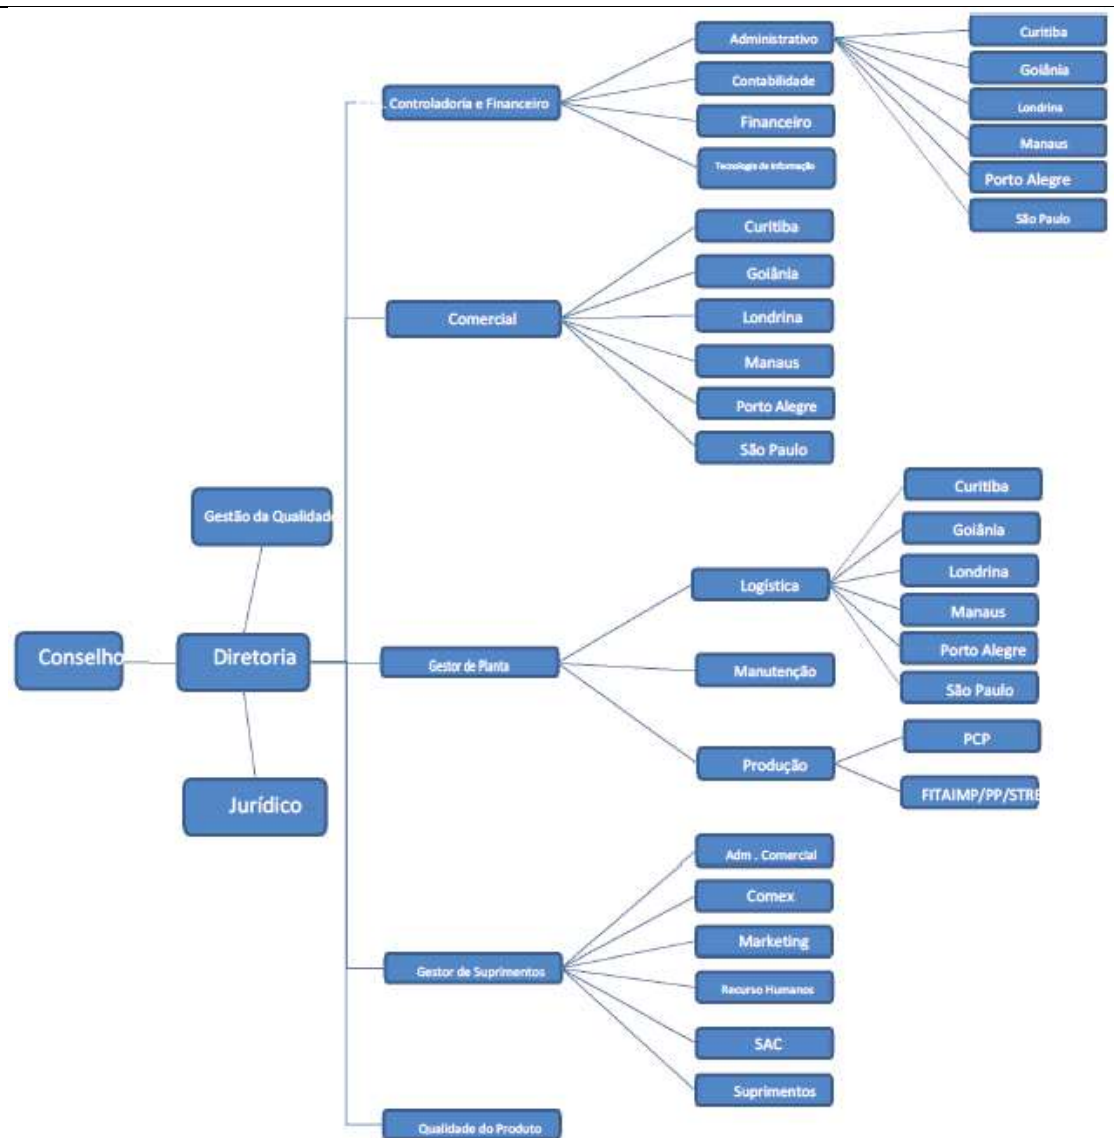 Conselho
Diretoria
Gestão da Qualidade
Jurídico
. Controladoria e Financeiro
Administrativo
Curitiba
Goiânia
Londrina
Manaus
Porto Alegre
São Paulo
Contabilidade
Financeiro
Tecnologia de Informação
Comercial
Curitiba
Goiânia
Londrina
Manaus
Porto Alegre
São Paulo
Gestor de Planta
Logística
Curitiba
Goiânia
Londrina
Manaus
Porto Alegre
São Paulo
Manutenção
Produção
PCP
FITAIMP/PP/STRE
Gestor de Suprimentos
Adm . Comercial
Comex
Marketing
Recurso Humanos
SAC
Suprimentos
Qualidade do Produto